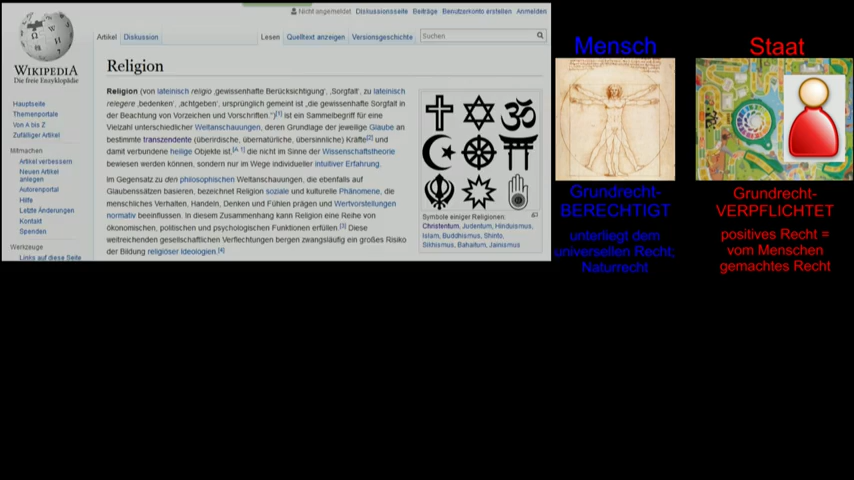 Nicht angemeldet Diskussionsseite Beiträge Benutzerkonto erstellen Anmelden
WIKIPEDIA
Die freie Enzyklopädie
Hauptseite
Themenportale
Von A bis Z
Zufälliger Artikel
Mitmachen
Artikel verbessern
Neuen Artikel
anlegen
Autorenportal
Hilfe
Letzte Änderungen
Kontakt
Spenden
Werkzeuge
Links auf diese Seite
Artikel Diskussion
Lesen Quelltext anzeigen Versionsgeschichte
Suchen
Religion
Religion (von lateinisch religio ‚gewissenhafte Berücksichtigung‘, ‚Sorgfalt‘, zu lateinisch
relegere ‚bedenken‘, ‚achtgeben‘, ursprünglich gemeint ist „die gewissenhafte Sorgfalt in
der Beachtung von Vorzeichen und Vorschriften.“)[1] ist ein Sammelbegriff für eine
Vielzahl unterschiedlicher Weltanschauungen, deren Grundlage der jeweilige Glaube an
bestimmte transzendente (überirdische, übernatürliche, übersinnliche) Kräfte[2] und
damit verbundene heilige Objekte ist,[A 1] die nicht im Sinne der Wissenschaftstheorie
bewiesen werden können, sondern nur im Wege individueller intuitiver Erfahrung.
Im Gegensatz zu den philosophischen Weltanschauungen, die ebenfalls auf
Glaubenssätzen basieren, bezeichnet Religion soziale und kulturelle Phänomene, die
menschliches Verhalten, Handeln, Denken und Fühlen prägen und Wertvorstellungen
normativ beeinflussen. In diesem Zusammenhang kann Religion eine Reihe von
ökonomischen, politischen und psychologischen Funktionen erfüllen.[3] Diese
weitreichenden gesellschaftlichen Verflechtungen bergen zwangsläufig ein großes Risiko
der Bildung religiöser Ideologien.[4]
Symbole einiger Religionen:
Christentum, Judentum, Hinduismus,
Islam, Buddhismus, Shinto,
Sikhismus, Bahaitum, Jainismus
Mensch
Grundrecht-
BERECHTIGT
unterliegt dem
universellen Recht;
Naturrecht
Staat
Grundrecht-
VERPFLICHTET
positives Recht =
vom Menschen
gemachtes Recht